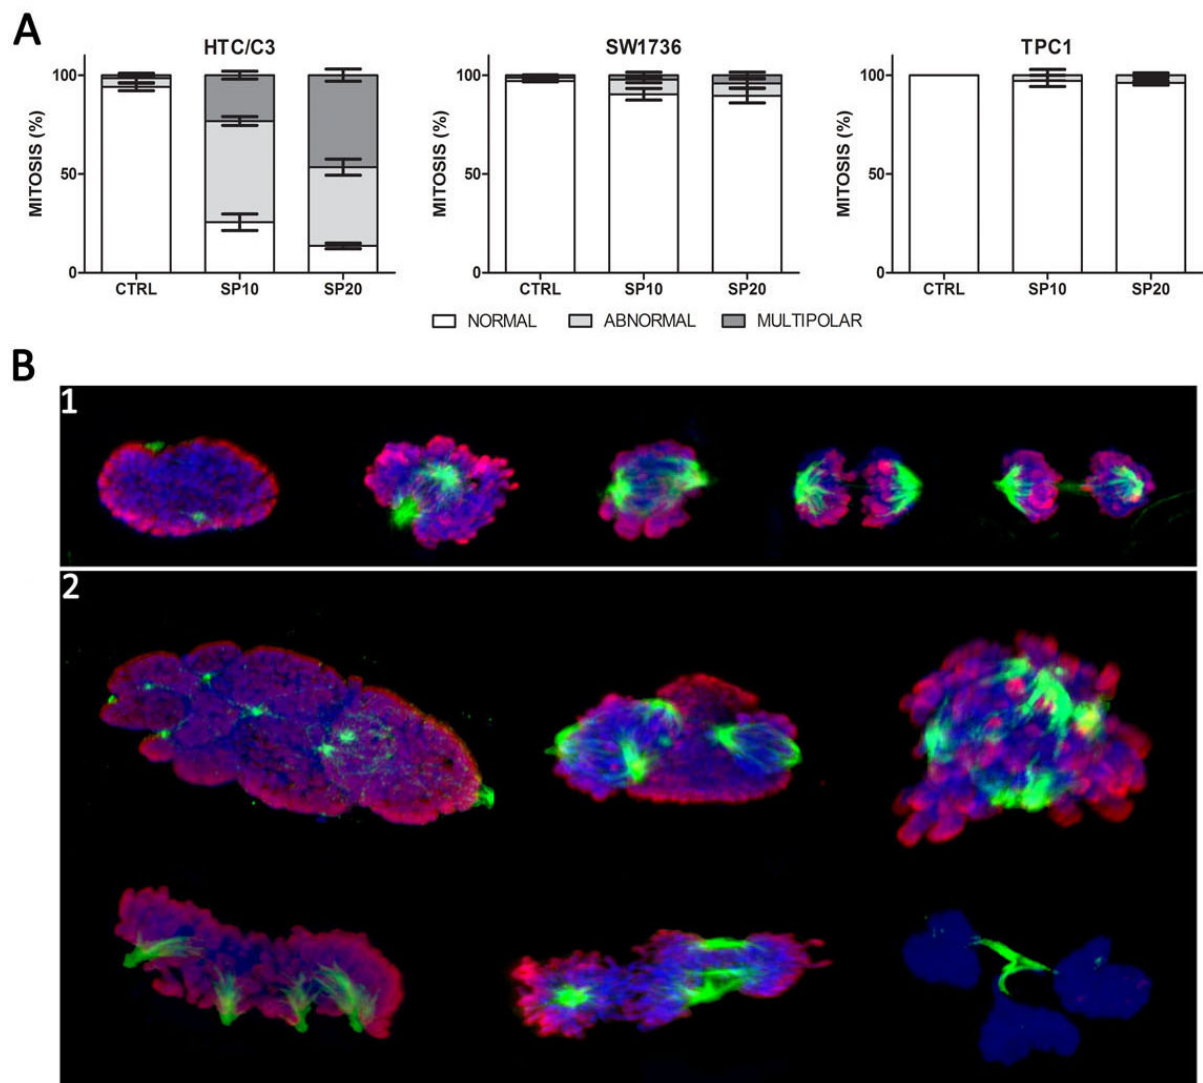 A
HTC/C3
SW1736
TPC1
MITOSIS (%)
100
50
0
CTRL
SP10
SP20
MITOSIS (%)
100
50
0
CTRL
SP10
SP20
MITOSIS (%)
100
50
0
CTRL
SP10
SP20
NORMAL ABNORMAL MULTIPOLAR
B
1
2